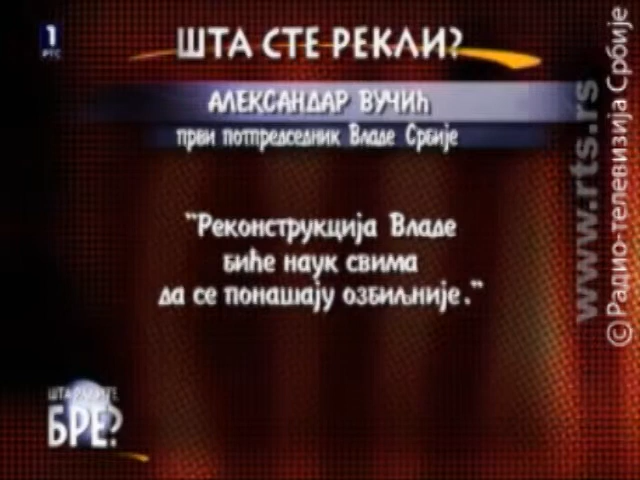 1
РТС
ШТА СТЕ РЕКЛИ?
АЛЕКСАНДАР ВУЧИЋ
први потпредседник Владе Србије
"Реконструкција Владе
биће наук свима
да се понашају озбиљније."
БРЕ?
www.rts.rs
©Радио-телевизија Србије